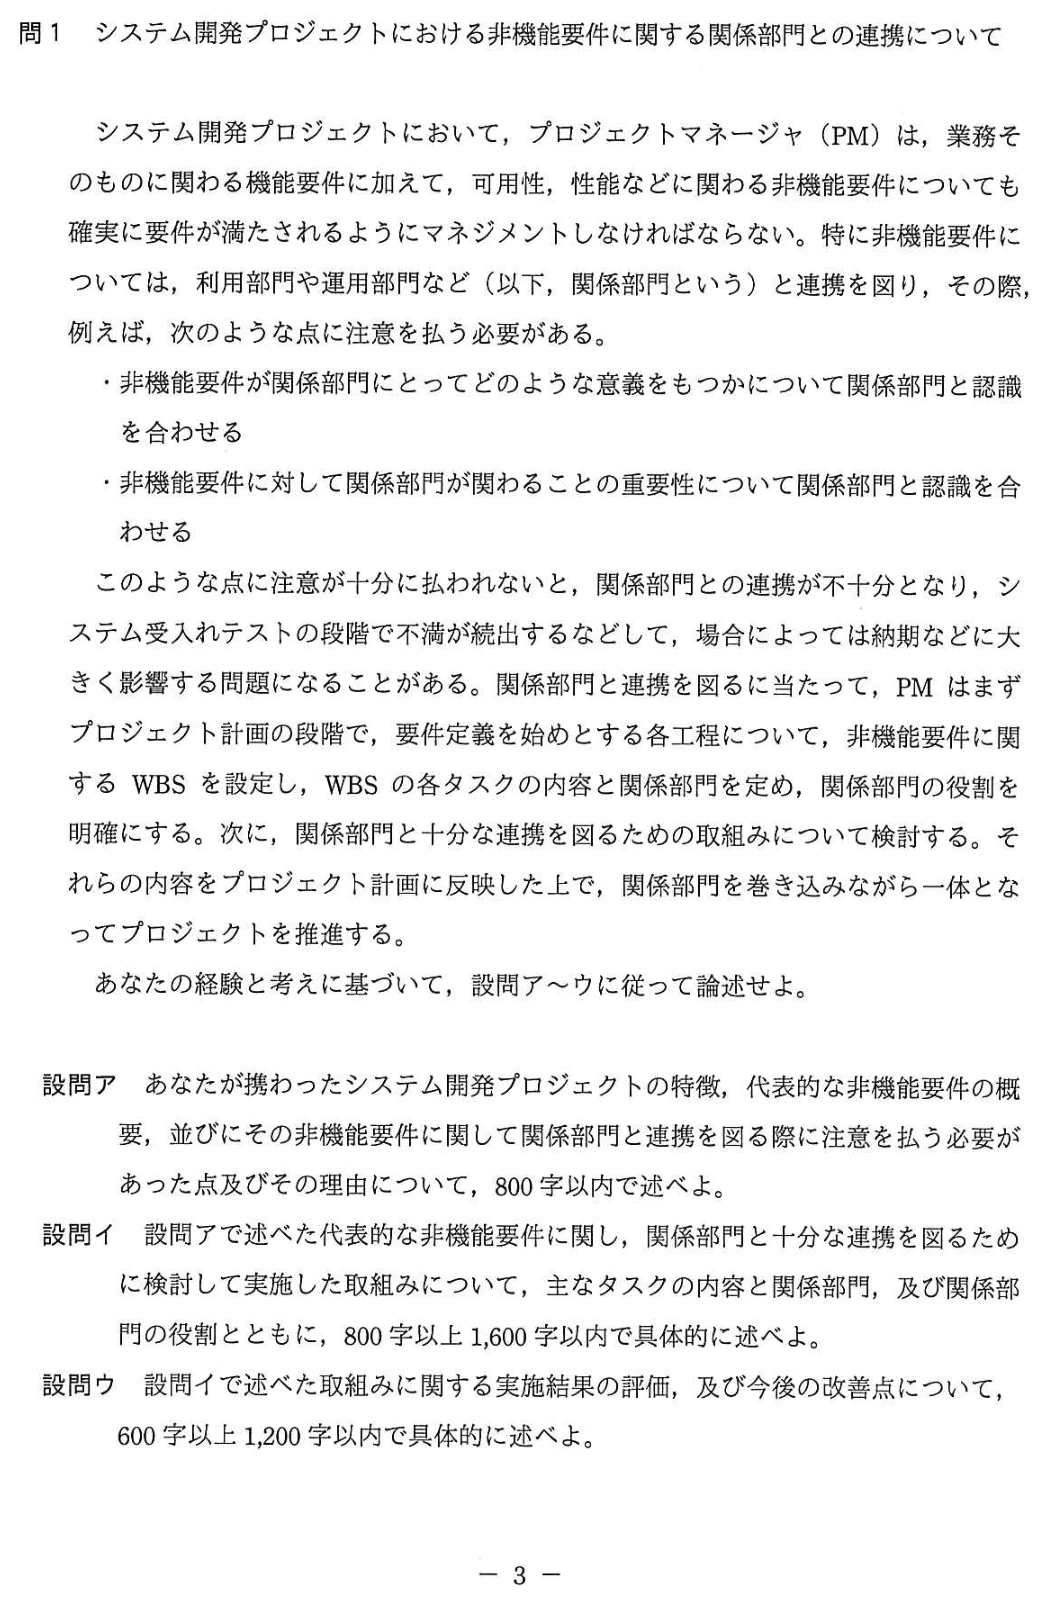 問1　システム開発プロジェクトにおける非機能要件に関する関係部門との連携について
システム開発プロジェクトにおいて，プロジェクトマネージャ（PM）は，業務そ
のものに関わる機能要件に加えて，可用性，性能などに関わる非機能要件についても
確実に要件が満たされるようにマネジメントしなければならない。特に非機能要件に
ついては，利用部門や運用部門など（以下，関係部門という）と連携を図り，その際，
例えば，次のような点に注意を払う必要がある。
・非機能要件が関係部門にとってどのような意義をもつかについて関係部門と認識
を合わせる
・非機能要件に対して関係部門が関わることの重要性について関係部門と認識を合
わせる
このような点に注意が十分に払われないと，関係部門との連携が不十分となり，シ
ステム受入れテストの段階で不満が続出するなどして，場合によっては納期などに大
きく影響する問題になることがある。関係部門と連携を図るに当たって，PM はまず
プロジェクト計画の段階で，要件定義を始めとする各工程について，非機能要件に関
する WBS を設定し，WBS の各タスクの内容と関係部門を定め，関係部門の役割を
明確にする。次に，関係部門と十分な連携を図るための取組みについて検討する。そ
れらの内容をプロジェクト計画に反映した上で，関係部門を巻き込みながら一体とな
ってプロジェクトを推進する。
あなたの経験と考えに基づいて，設問ア～ウに従って論述せよ。
設問ア　あなたが携わったシステム開発プロジェクトの特徴，代表的な非機能要件の概
要，並びにその非機能要件に関して関係部門と連携を図る際に注意を払う必要が
あった点及びその理由について，800 字以内で述べよ。
設問イ　設問アで述べた代表的な非機能要件に関し，関係部門と十分な連携を図るため
に検討して実施した取組みについて，主なタスクの内容と関係部門，及び関係部
門の役割とともに，800 字以上 1,600 字以内で具体的に述べよ。
設問ウ　設問イで述べた取組みに関する実施結果の評価，及び今後の改善点について，
600 字以上 1,200 字以内で具体的に述べよ。
－ 3 －